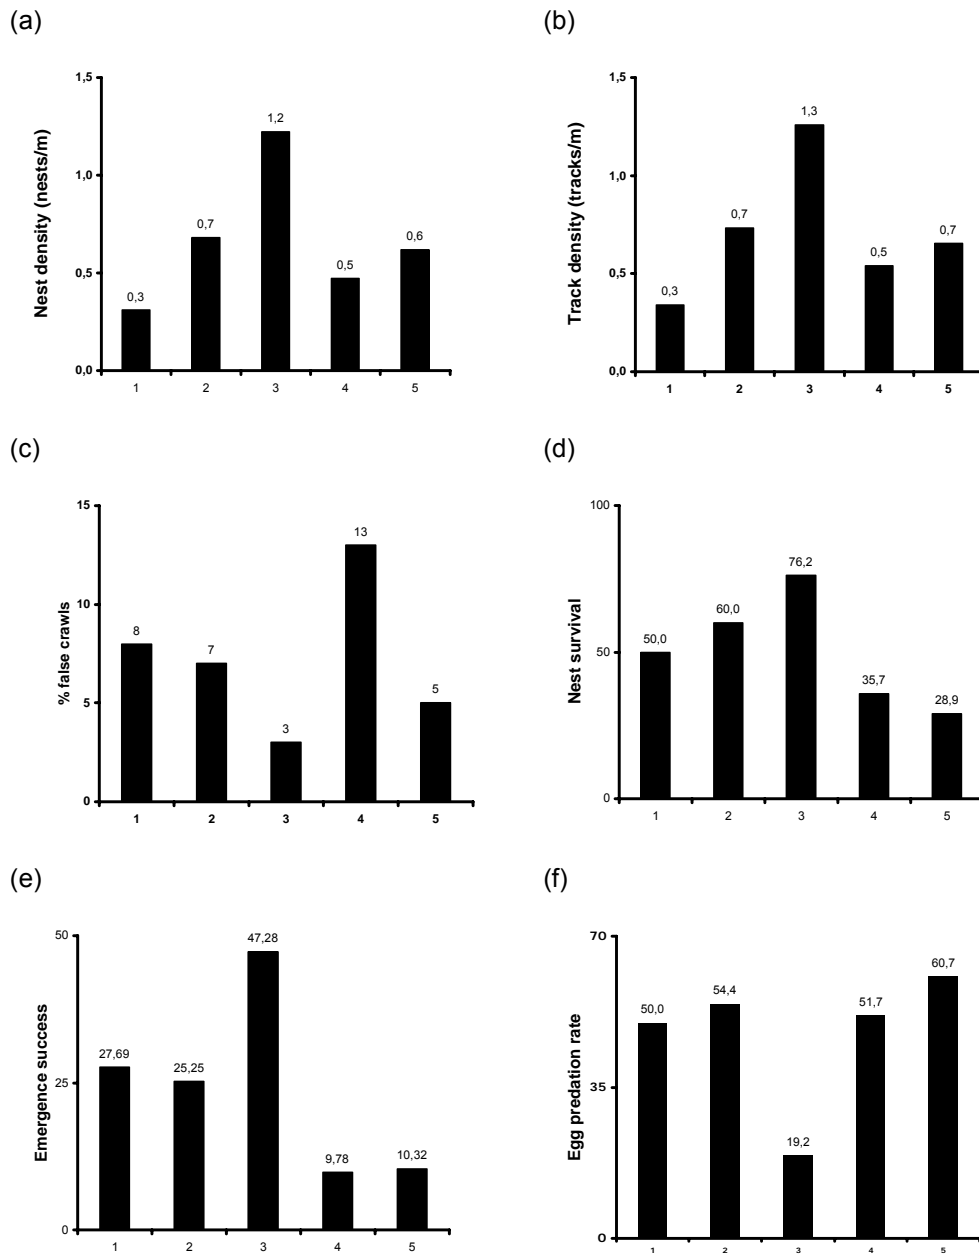 (a)
Nest density (nests/m)
1,5
1,0
0,5
0,0
0,3
0,7
1,2
0,5
0,6
1 2 3 4 5
(b)
Track density (tracks/m)
1,5
1,0
0,5
0,0
0,3
0,7
1,3
0,5
0,7
1 2 3 4 5
(c)
% false crawls
15
10
5
0
8
7
3
13
5
1 2 3 4 5
(d)
Nest survival
100
50
0
50,0
60,0
76,2
35,7
28,9
1 2 3 4 5
(e)
Emergence success
50
25
0
27,69
25,25
47,28
9,78
10,32
1 2 3 4 5
(f)
Egg predation rate
70
35
0
50,0
54,4
19,2
51,7
60,7
1 2 3 4 5